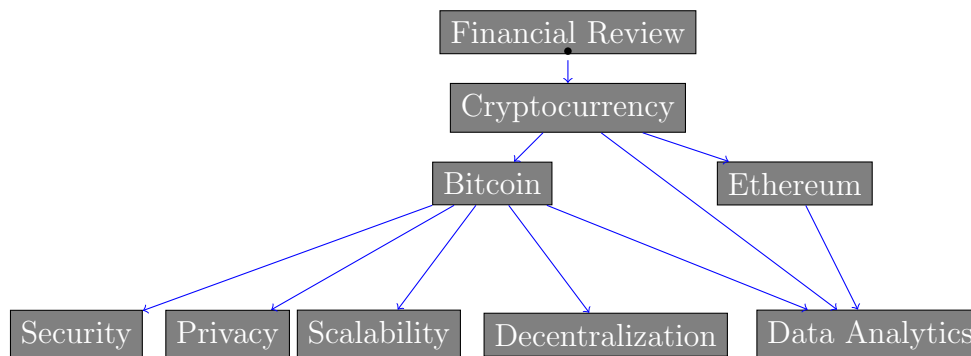 Financial Review
Cryptocurrency
Bitcoin
Ethereum
Security
Privacy
Scalability
Decentralization
Data Analytics